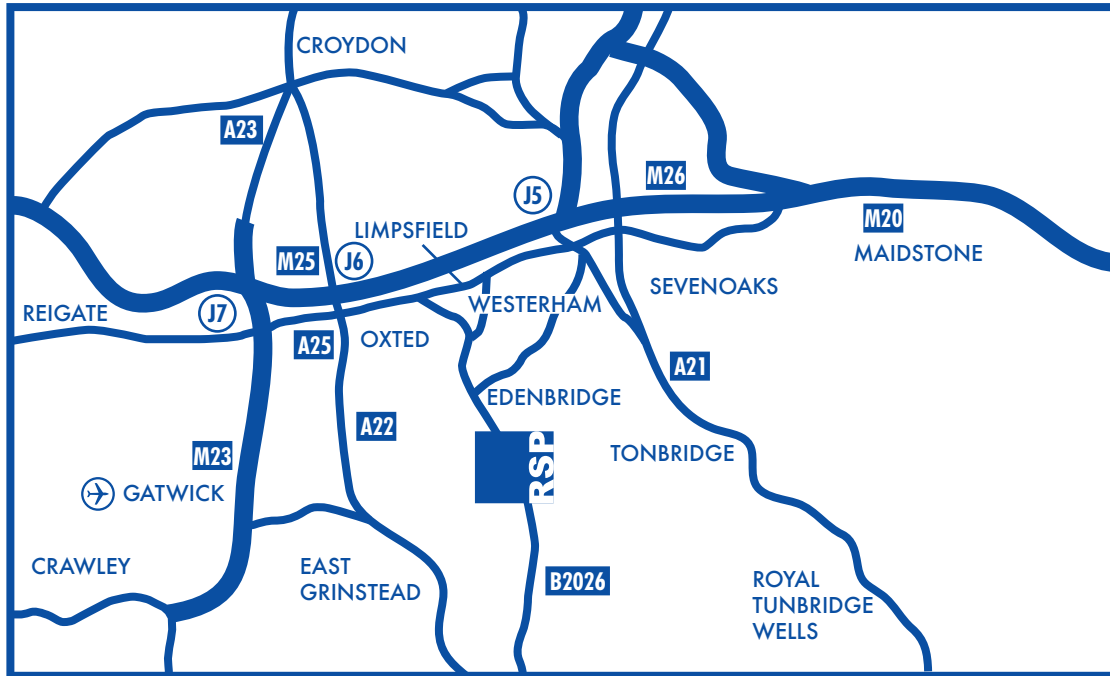 CROYDON
A23
M26
J5
LIMPSFIELD
M20
MAIDSTONE
M25
J6
SEVENOAKS
WESTERHAM
REIGATE
J7
A25
OXTED
A21
EDENBRIDGE
A22
M23
TONBRIDGE
RSP
GATWICK
CRAWLEY
EAST
GRINSTEAD
B2026
ROYAL
TUNBRIDGE
WELLS